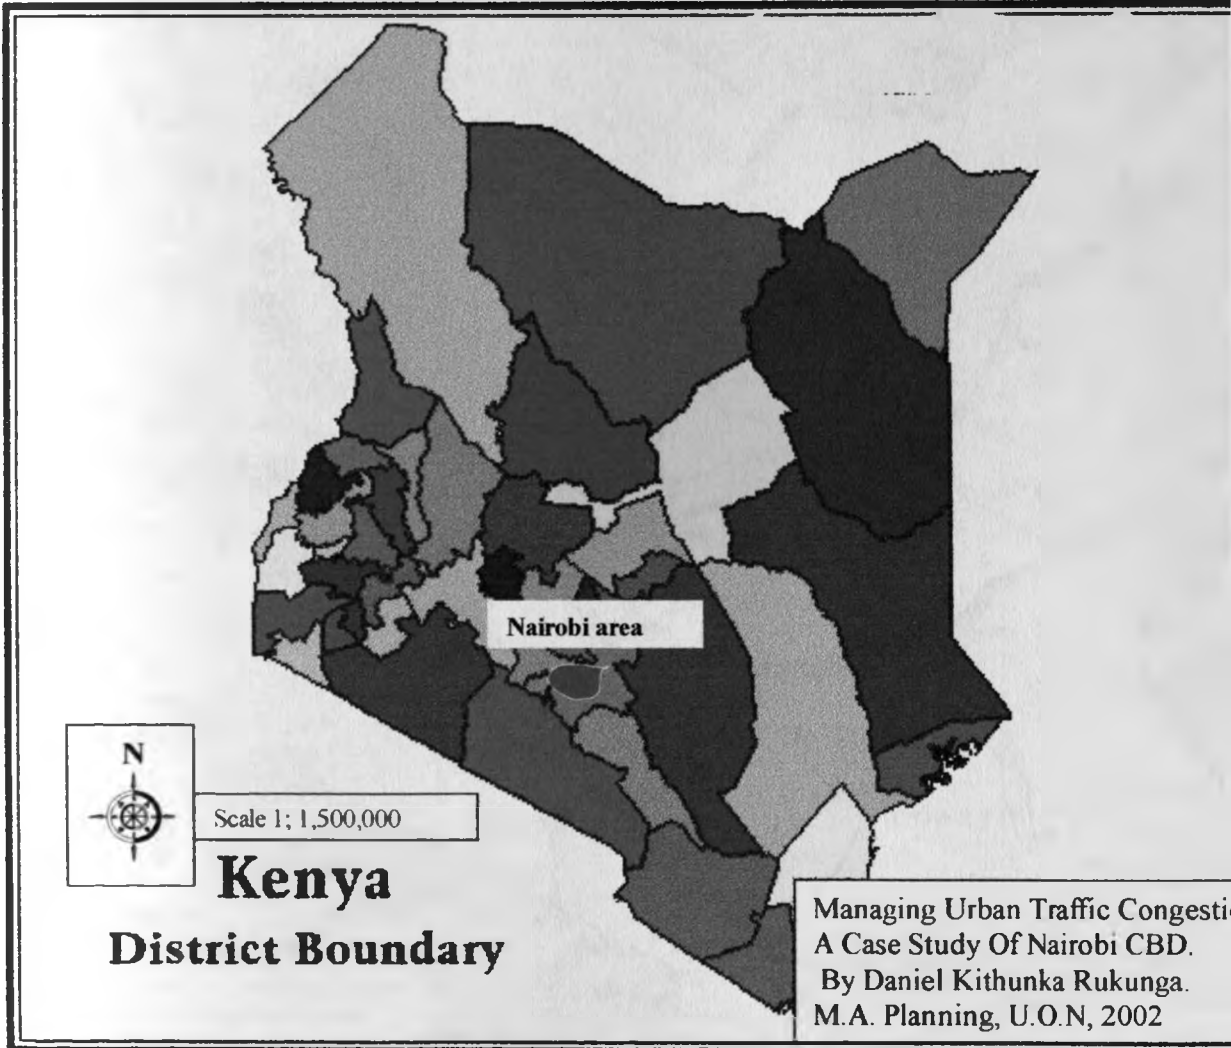 Nairobi area
N
Scale 1; 1,500,000
Kenya
District Boundary
Managing Urban Traffic Congesti
A Case Study Of Nairobi CBD.
By Daniel Kithunka Rukunga.
M.A. Planning, U.O.N, 2002